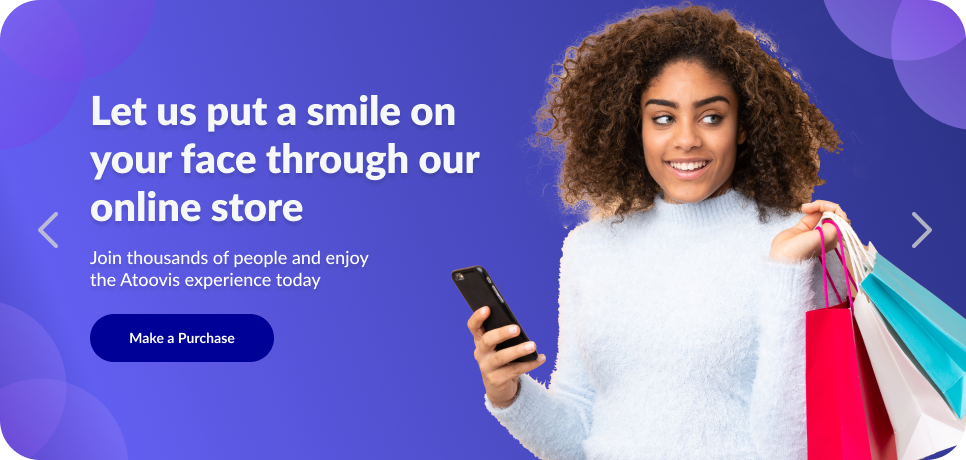 Let us put a smile on
your face through our
online store
Join thousands of people and enjoy
the Atoovis experience today
Make a Purchase